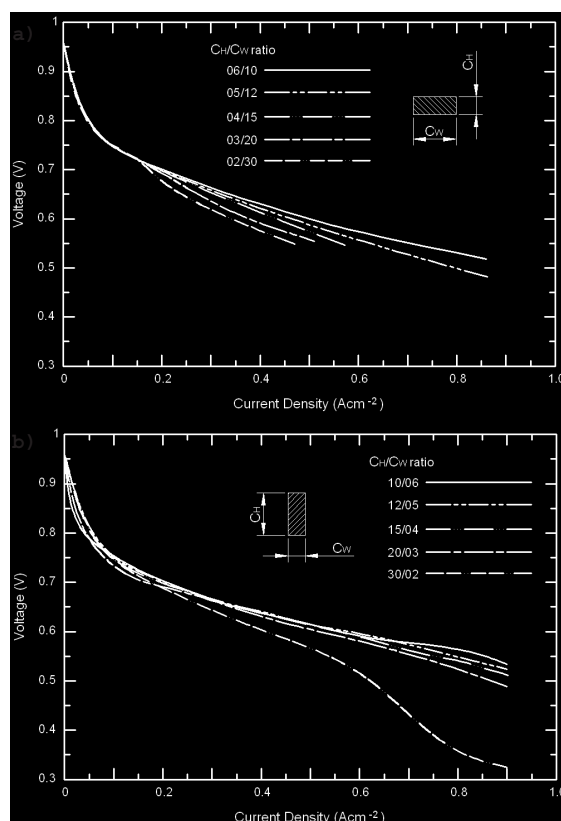 a)
CH/CW ratio
06/10
05/12
04/15
03/20
02/30
CH
CW
Voltage (V)
1
0.9
0.8
0.7
0.6
0.5
0.4
0.3
0 0.2 0.4 0.6 0.8 1.0
Current Density (Acm-2)
b)
CH/CW ratio
10/06
12/05
15/04
20/03
30/02
CH
CW
Voltage (V)
1
0.9
0.8
0.7
0.6
0.5
0.4
0.3
0 0.2 0.4 0.6 0.8 1.0
Current Density (Acm-2)